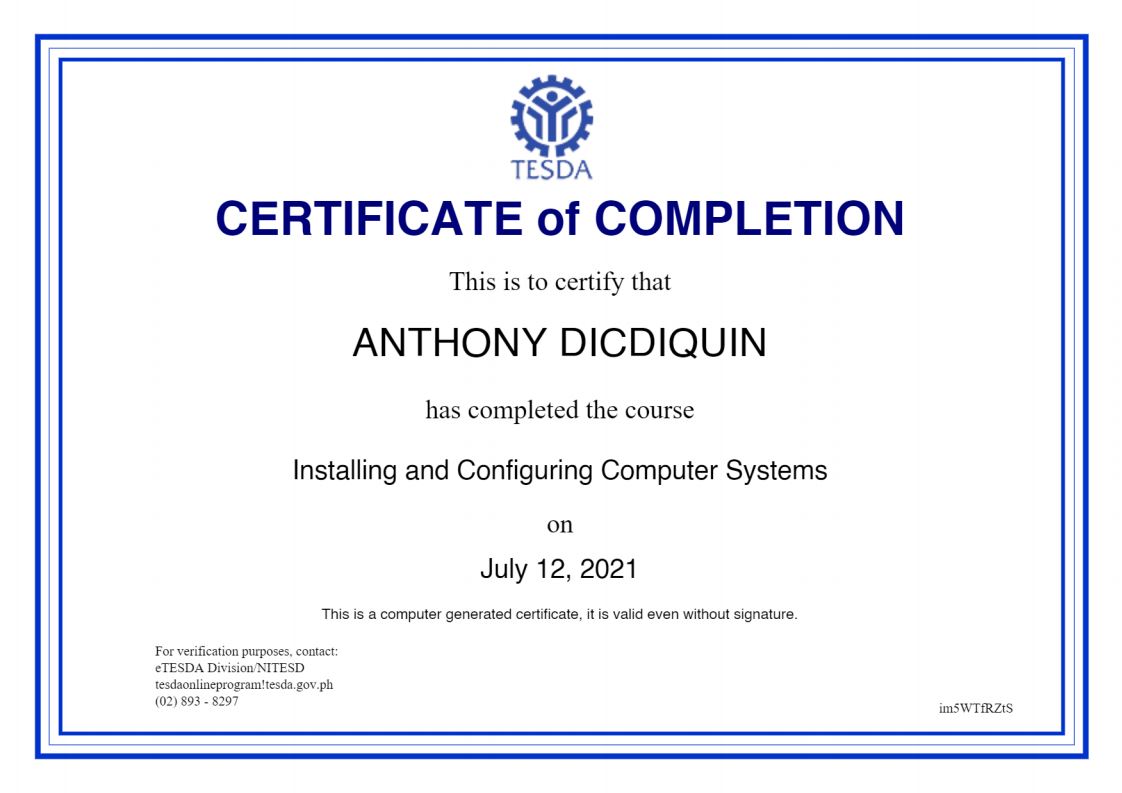 TESDA
CERTIFICATE of COMPLETION
This is to certify that
ANTHONY DICDIQUIN
has completed the course
Installing and Configuring Computer Systems
on
July 12, 2021
This is a computer generated certificate, it is valid even without signature.
For verification purposes, contact:
eTESDA Division/NITESD
tesdaonlineprogram!tesda.gov.ph
(02) 893 - 8297
im5WTfRZtS